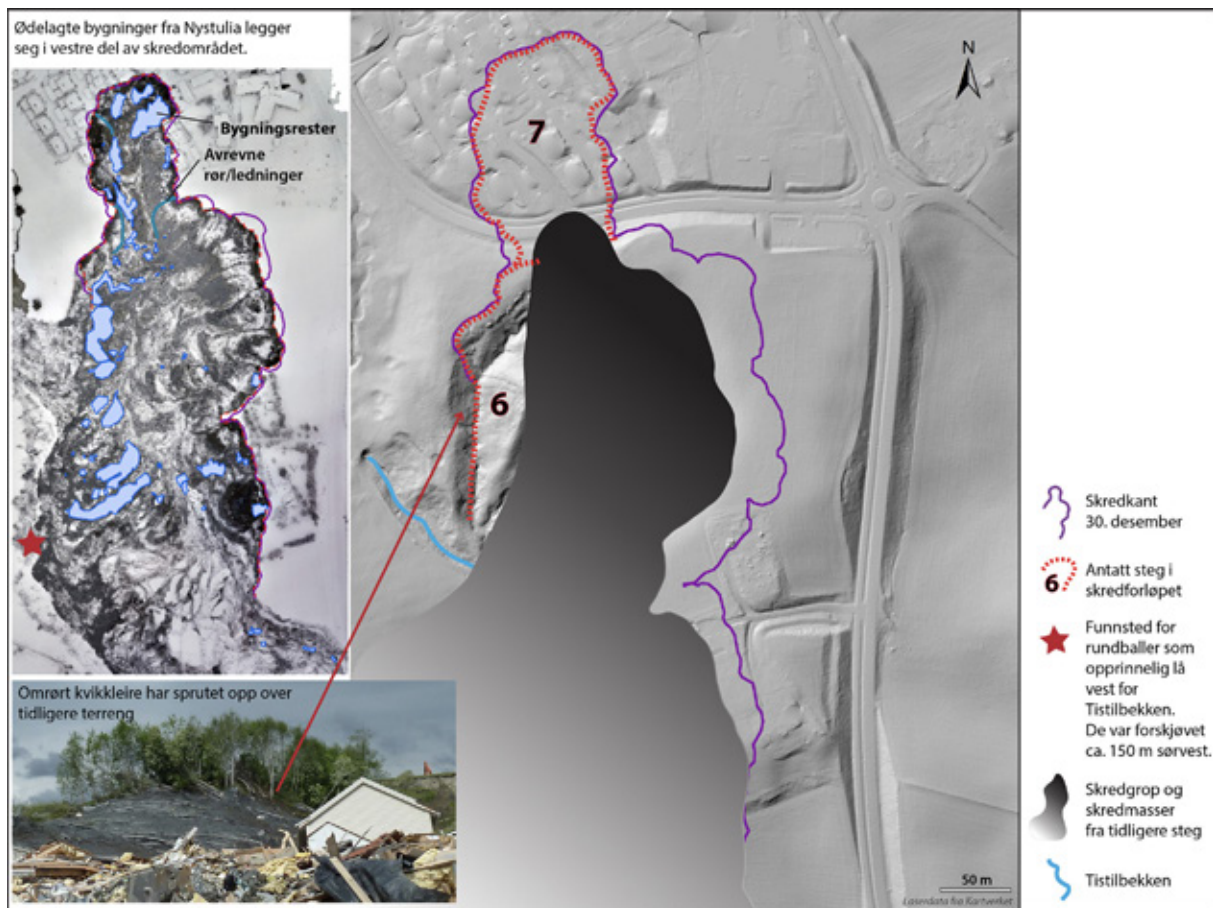 Ødelagte bygninger fra Nystulia legger
seg i vestre del av skredområdet.
Bygningsrester
Avrevne
rør/ledninger
Omrørt kvikkleire har sprutet opp over
tidligere terreng
7
6
N
50 m
Laserdata fra Kartverket
Skredkant
30. desember
6
Antatt steg i
skredforløpet
Funnsted for
rundballer som
opprinnelig lå
vest for
Tistilbekken.
De var forskjøvet
ca. 150 m sørvest.
Skredgrop og
skredmasser
fra tidligere steg
Tistilbekken